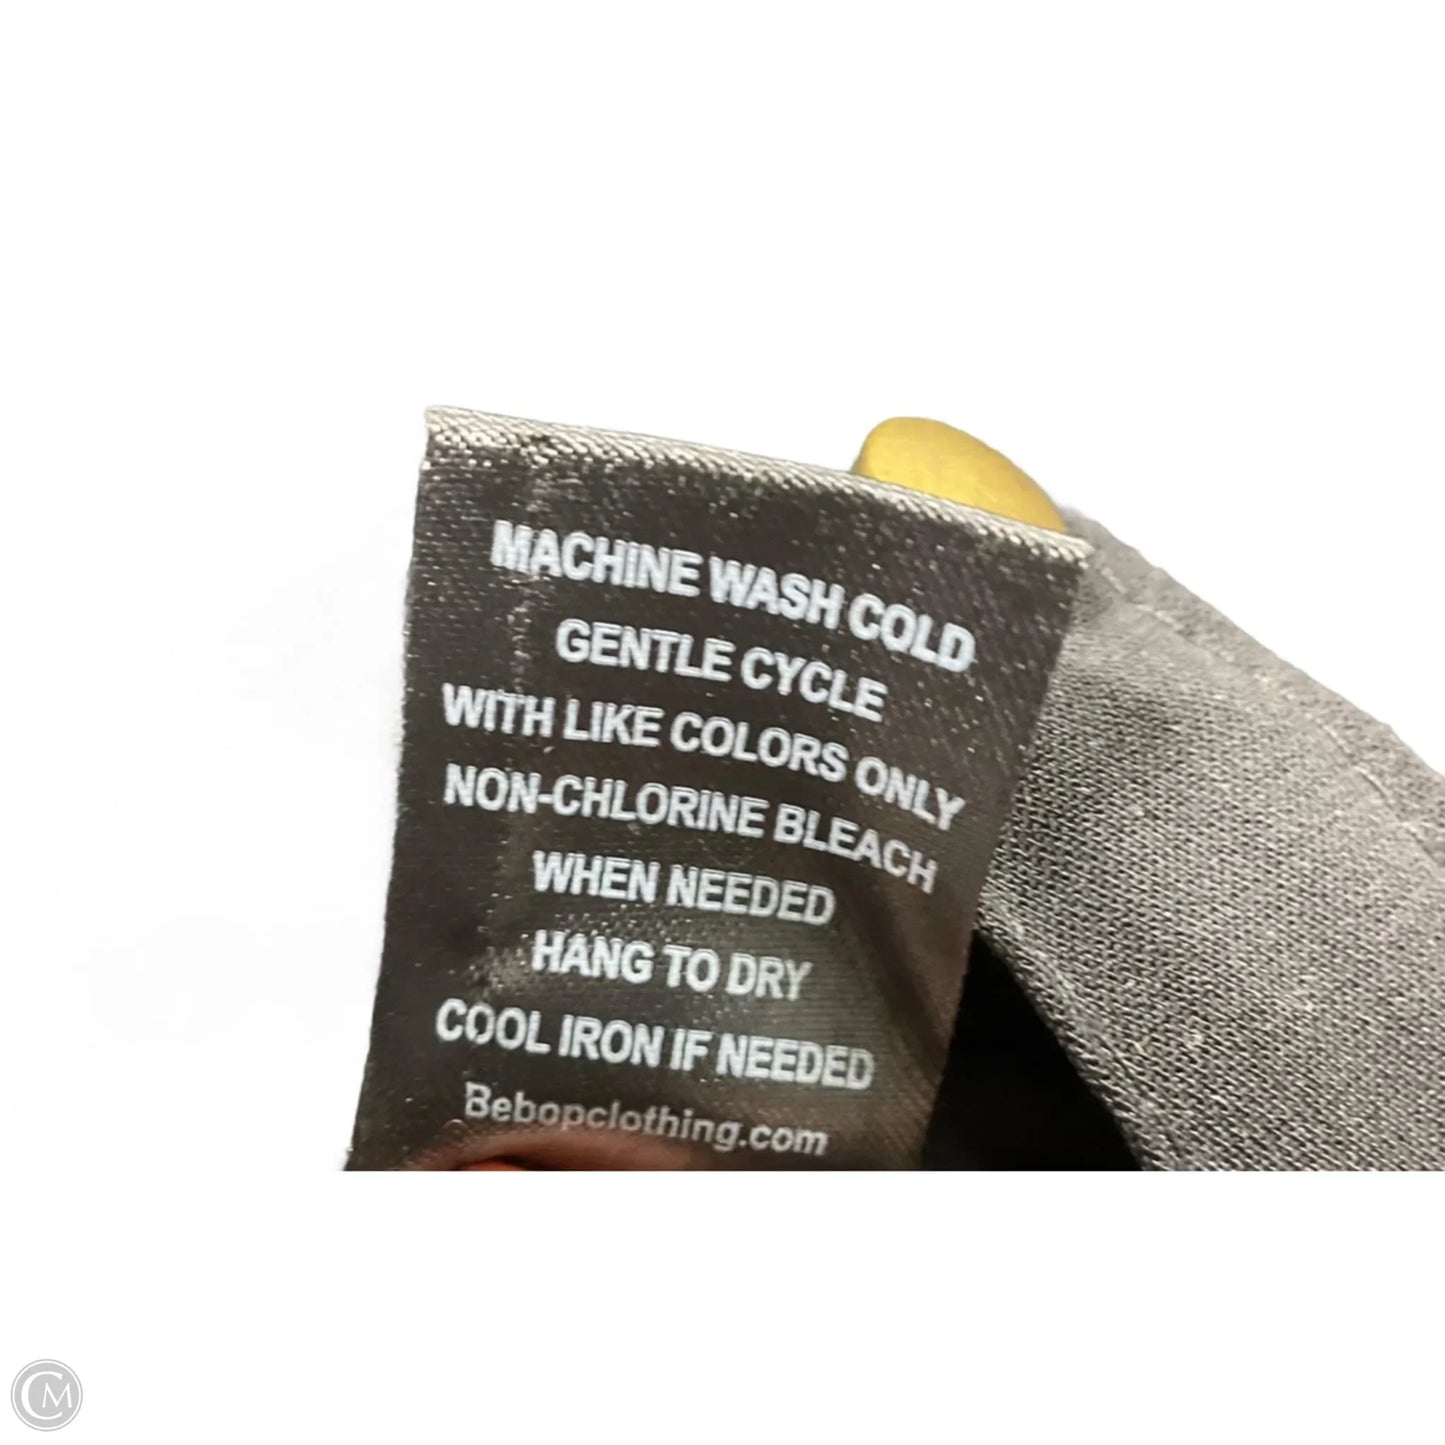 MACHINE WASH COLD
GENTLE CYCLE
WITH LIKE COLORS ONLY
NON-CHLORINE BLEACH
WHEN NEEDED
HANG TO DRY
COOL IRON IF NEEDED
Bebopclothing.com
CM